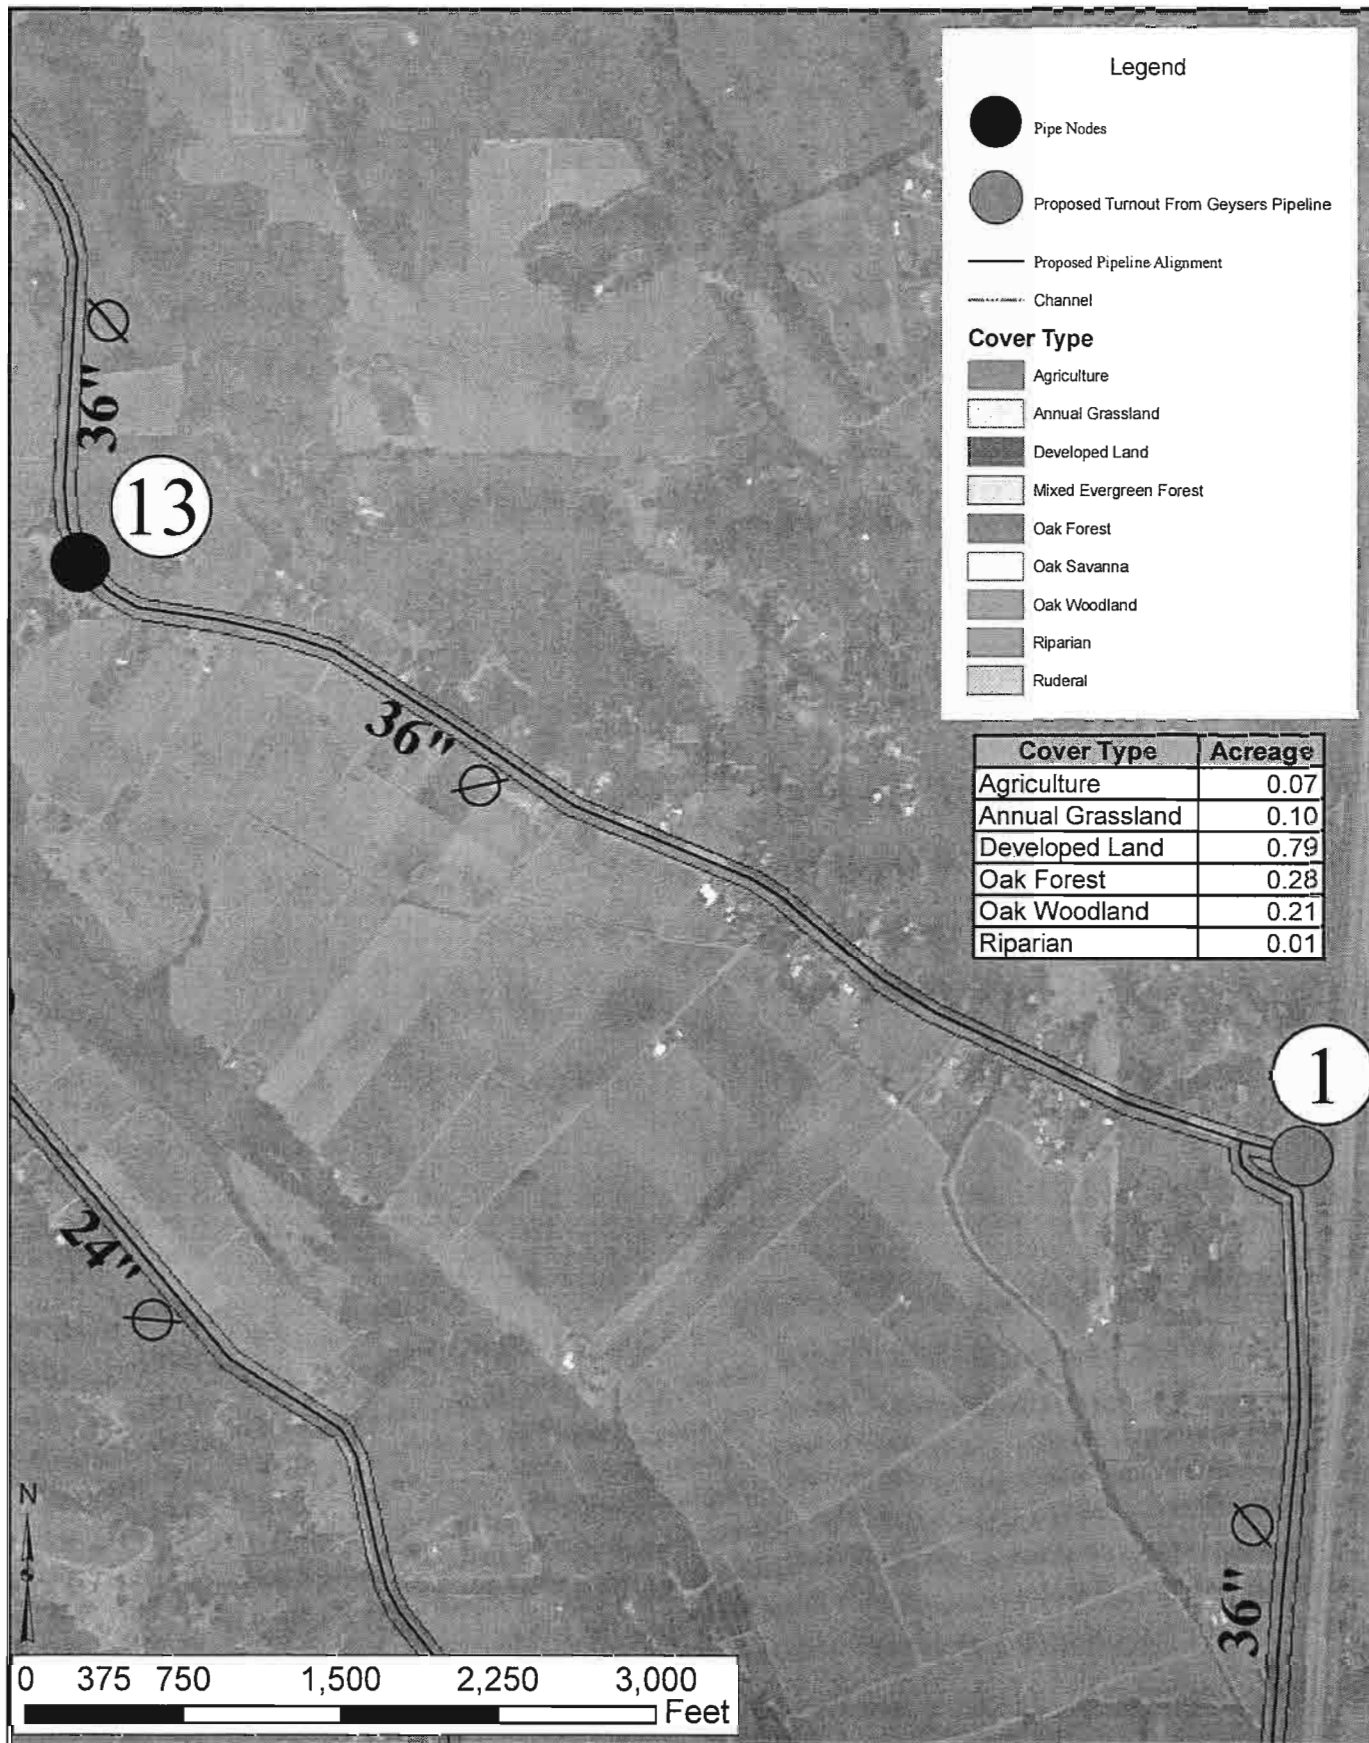 Legend
Pipe Nodes
Proposed Turnout From Geysers Pipeline
Proposed Pipeline Alignment
Channel
Cover Type
Agriculture
Annual Grassland
Developed Land
Mixed Evergreen Forest
Oak Forest
Oak Savanna
Oak Woodland
Riparian
Ruderal
Cover Type Acreage
Agriculture 0.07
Annual Grassland 0.10
Developed Land 0.79
Oak Forest 0.28
Oak Woodland 0.21
Riparian 0.01
36"
13
36"
1
24"
36"
N
0 375 750 1,500 2,250 3,000
Feet